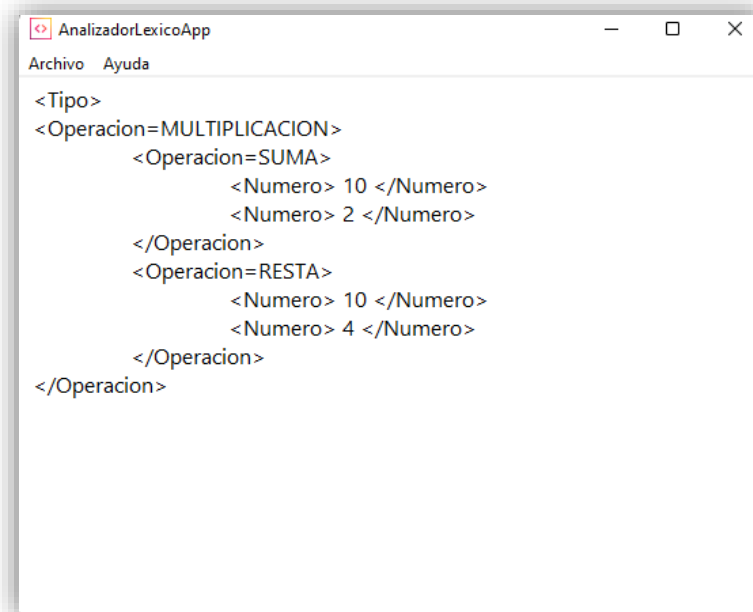 AnalizadorLexicoApp
Archivo Ayuda
<Tipo>
<Operacion=MULTIPLICACION>
<Operacion=SUMA>
<Numero> 10 </Numero>
<Numero> 2 </Numero>
</Operacion>
<Operacion=RESTA>
<Numero> 10 </Numero>
<Numero> 4 </Numero>
</Operacion>
</Operacion>